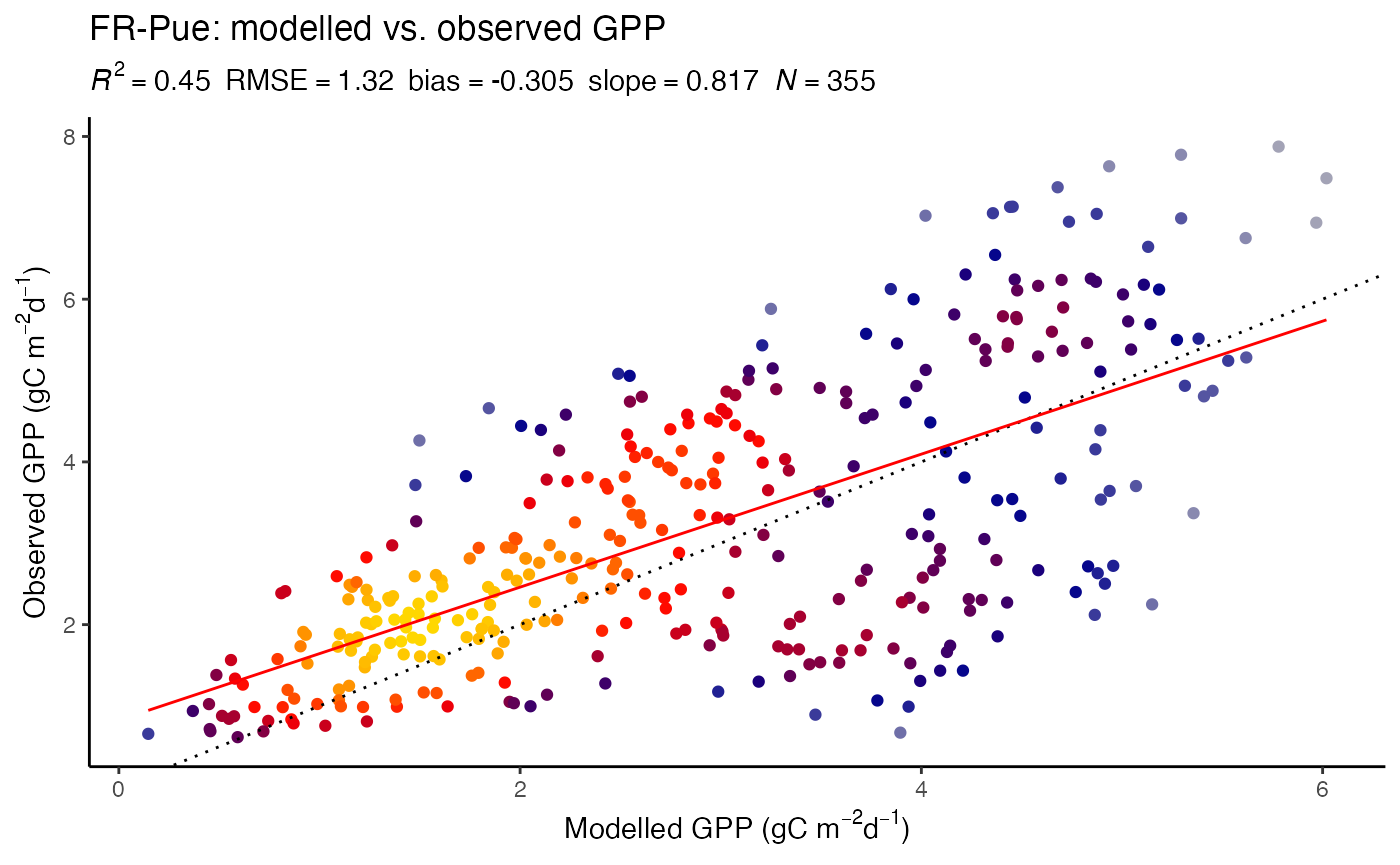 FR-Pue: modelled vs. observed GPP
R² = 0.45 RMSE = 1.32 bias = -0.305 slope = 0.817 N = 355
Observed GPP (gC m⁻²d⁻¹)
8
6
4
2
0 2 4 6
Modelled GPP (gC m⁻²d⁻¹)